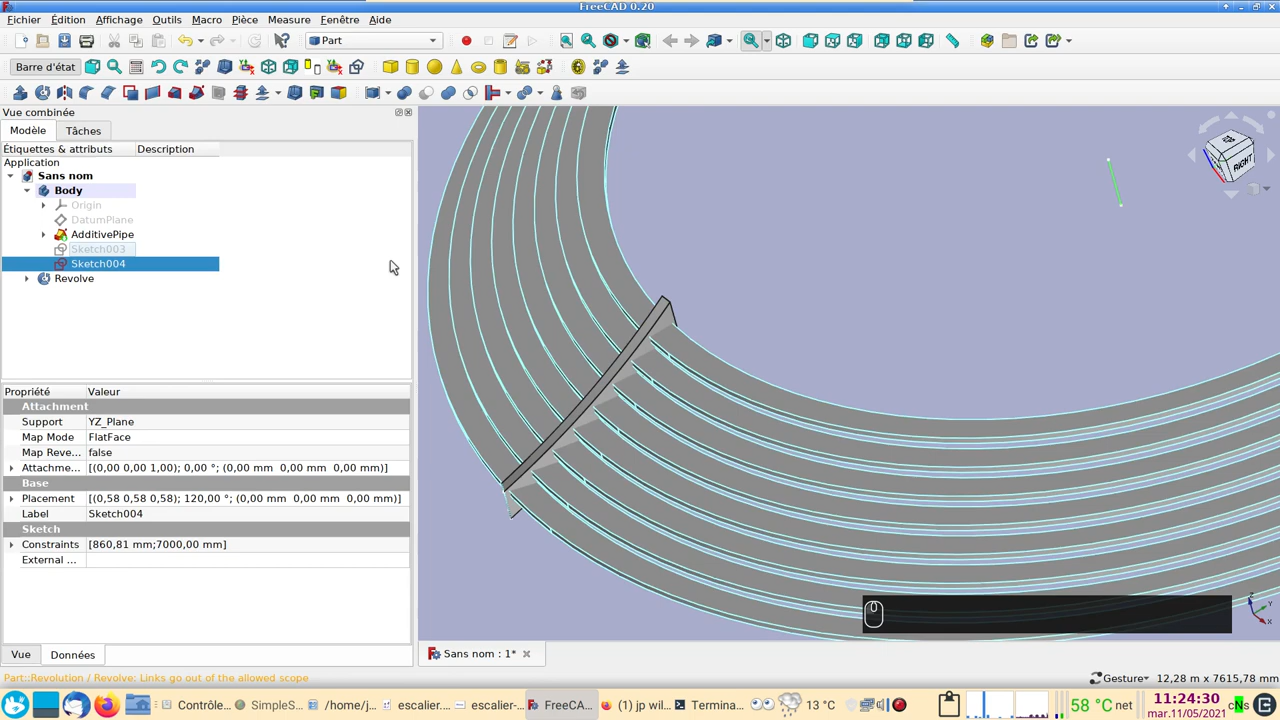 FreeCAD 0.20
Fichier Édition Affichage Outils Macro Pièce Measure Fenêtre Aide
Part
Barre d'état
Vue combinée
Modèle Tâches
Étiquettes & attributs Description
Application
Sans nom
Body
Origin
DatumPlane
AdditivePipe
Sketch003
Sketch004
Revolve
RIGHT
Propriété Valeur
Attachment
Support YZ_Plane
Map Mode FlatFace
Map Reve... false
Attachme... [(0,00 0,00 1,00); 0,00 °; (0,00 mm 0,00 mm 0,00 mm)]
Base
Placement [(0,58 0,58 0,58); 120,00 °; (0,00 mm 0,00 mm 0,00 mm)]
Label Sketch004
Sketch
Constraints [860,81 mm;7000,00 mm]
External ...
Z Y X
Vue Données
Sans nom : 1*
Part::Revolution / Revolve: Links go out of the allowed scope
Gesture 12,28 m x 7615,78 mm
Contrôle... SimpleS... /home/j... escalier.... escalier-... FreeCA... (1) jp wil... Termina... 13 °C 58 °C net 11:24:30 cNs
mar.11/05/2021